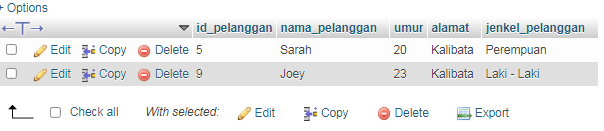 + Options
←T→ id_pelanggan nama_pelanggan umur alamat jenkel_pelanggan
Edit Copy Delete 5 Sarah 20 Kalibata Perempuan
Edit Copy Delete 9 Joey 23 Kalibata Laki - Laki
Check all With selected: Edit Copy Delete Export